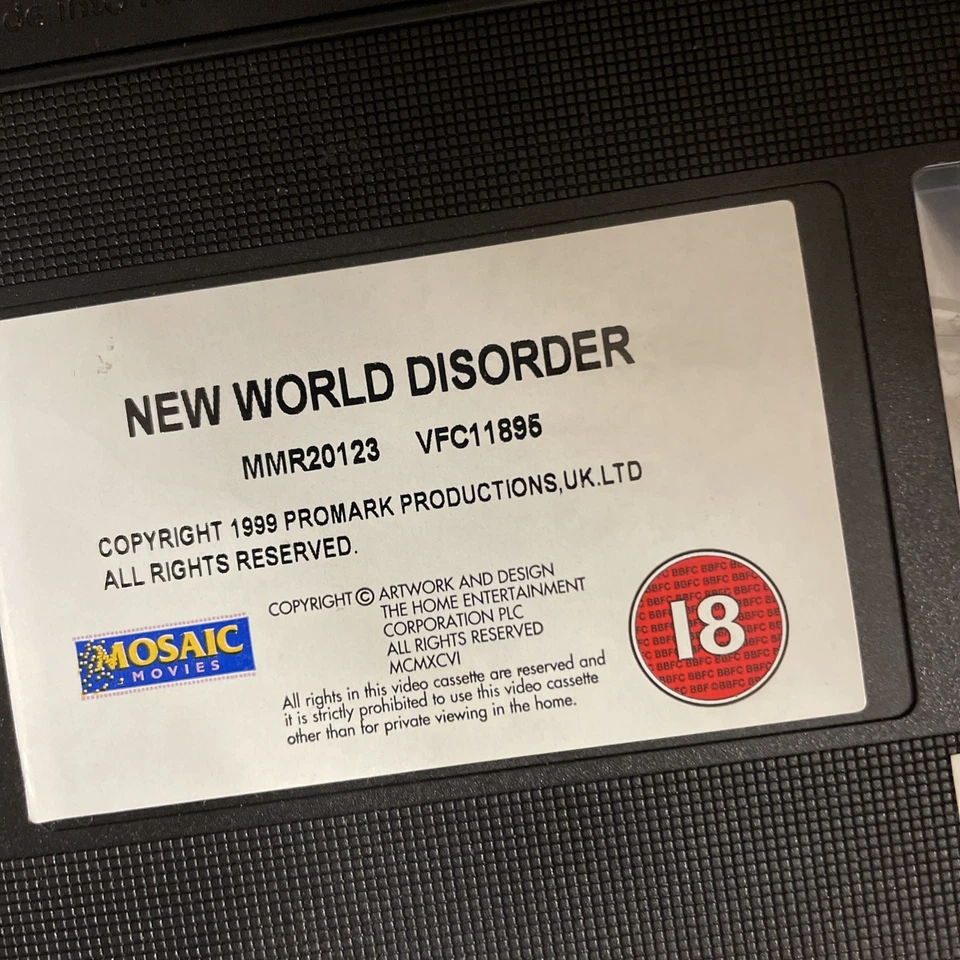 NEW WORLD DISORDER
MMR20123 VFC11895
COPYRIGHT 1999 PROMARK PRODUCTIONS,UK.LTD
ALL RIGHTS RESERVED.
MOSAIC
MOVIES
COPYRIGHT © ARTWORK AND DESIGN
THE HOME ENTERTAINMENT
CORPORATION PLC
ALL RIGHTS RESERVED
MCMXCVI
All rights in this video cassette are reserved and
it is strictly prohibited to use this video cassette
other than for private viewing in the home.
18